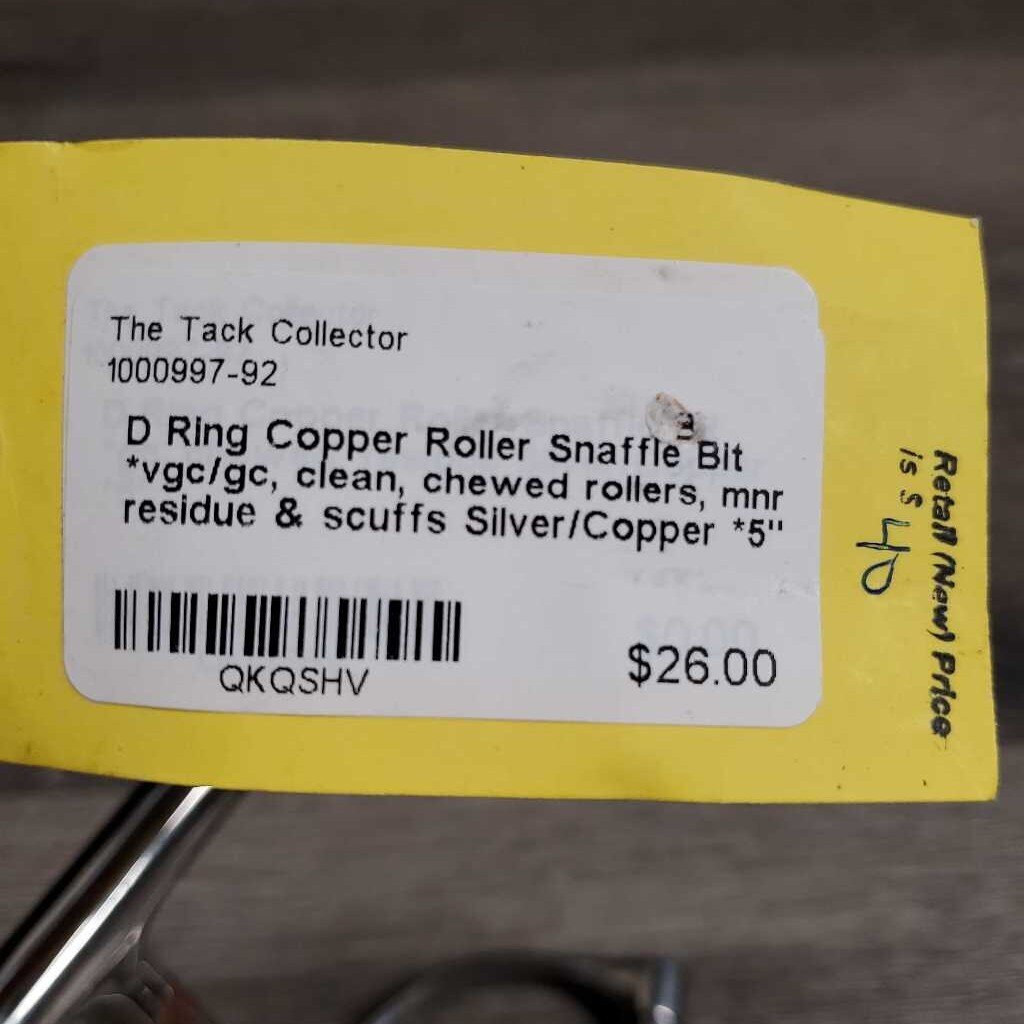 The Tack Collector
1000997-92
D Ring Copper Roller Snaffle Bit
*vgc/gc, clean, chewed rollers, mnr
residue & scuffs Silver/Copper *5"
QKQSHV
$26.00
Retail (New) Price
is $ 40